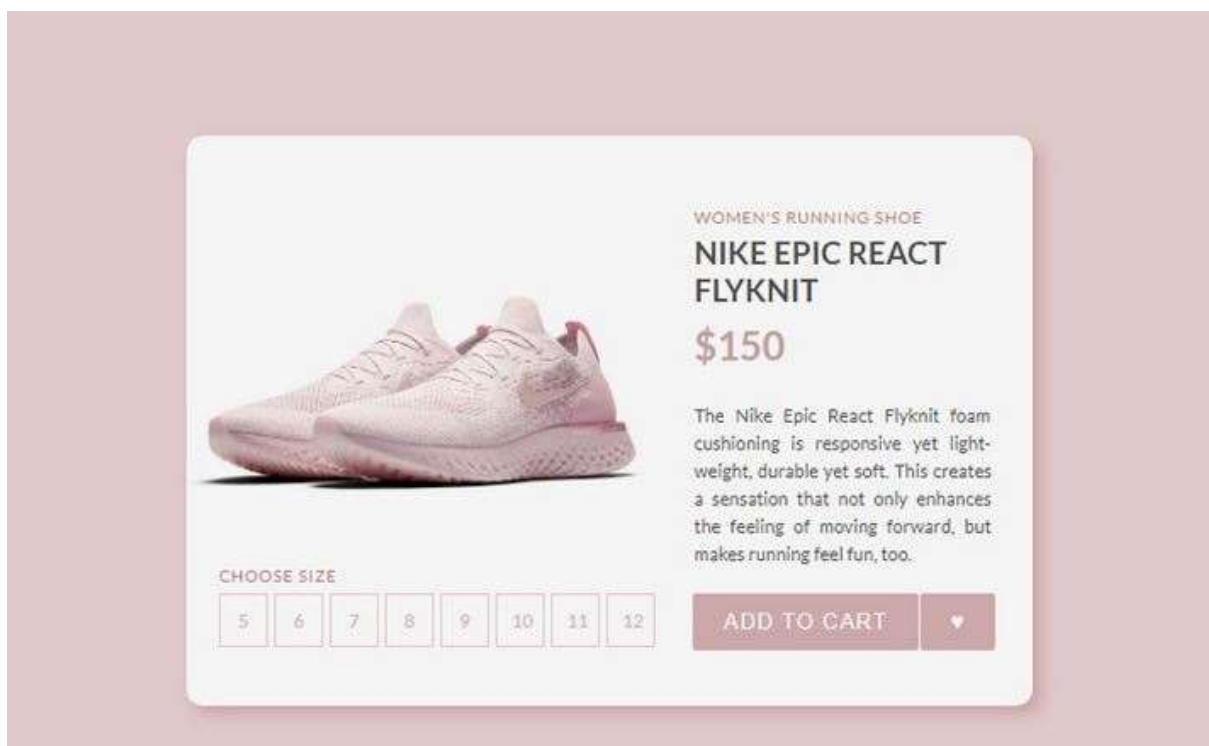 WOMEN'S RUNNING SHOE
NIKE EPIC REACT
FLYKNIT
$150
The Nike Epic React Flyknit foam
cushioning is responsive yet light-
weight, durable yet soft. This creates
a sensation that not only enhances
the feeling of moving forward, but
makes running feel fun, too.
CHOOSE SIZE
5 6 7 8 9 10 11 12
ADD TO CART ♥